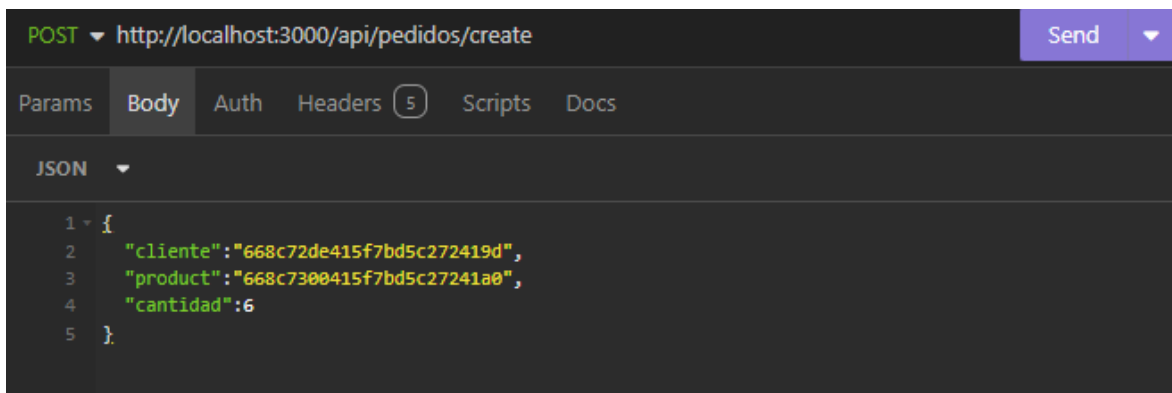 POST http://localhost:3000/api/pedidos/create Send
Params Body Auth Headers 5 Scripts Docs
JSON
1 {
2 "cliente":"668c72de415f7bd5c272419d",
3 "product":"668c7300415f7bd5c27241a0",
4 "cantidad":6
5 }